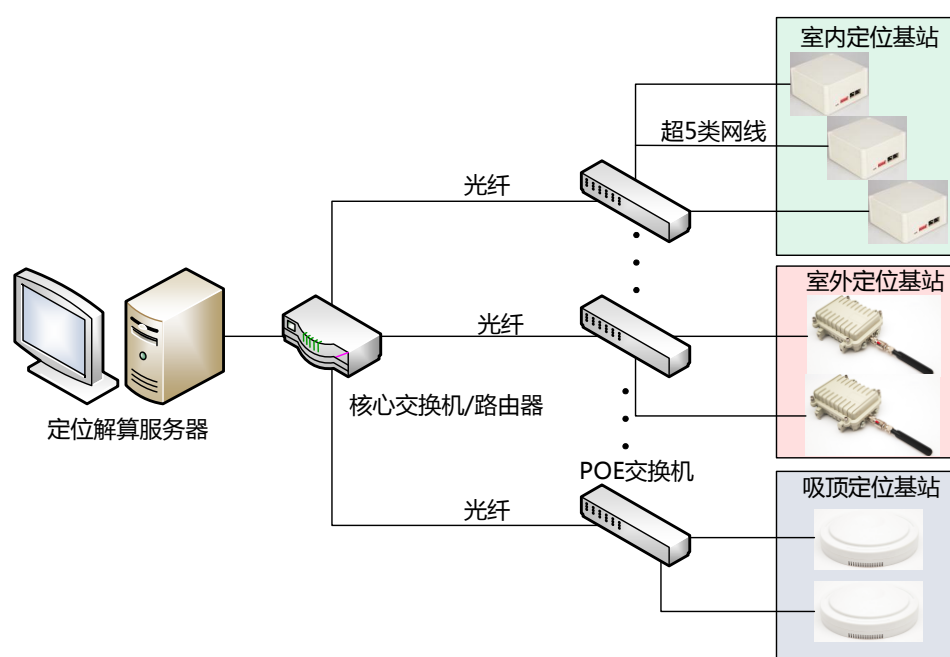 室内定位基站
超5类网线
光纤
室外定位基站
光纤
核心交换机/路由器
定位解算服务器
POE交换机
吸顶定位基站
光纤